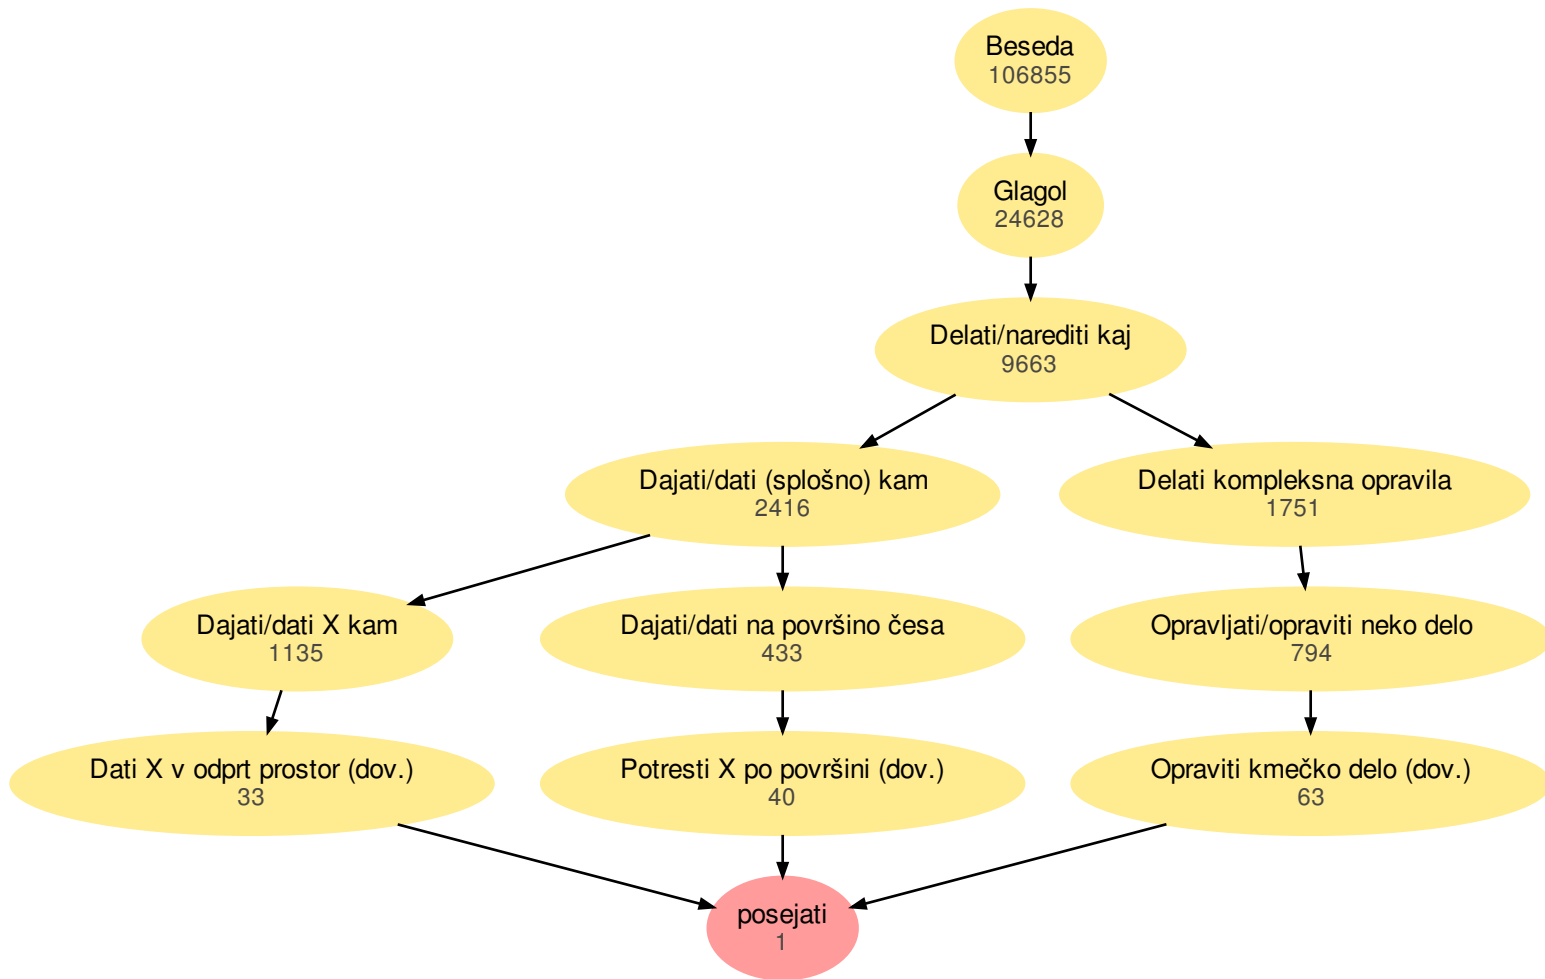 Beseda
106855
Glagol
24628
Delati/narediti kaj
9663
Dajati/dati (splošno) kam
2416
Delati kompleksna opravila
1751
Dajati/dati X kam
1135
Dajati/dati na površino česa
433
Opravljati/opraviti neko delo
794
Dati X v odprt prostor (dov.)
33
Potresti X po površini (dov.)
40
Opraviti kmečko delo (dov.)
63
posejati
1